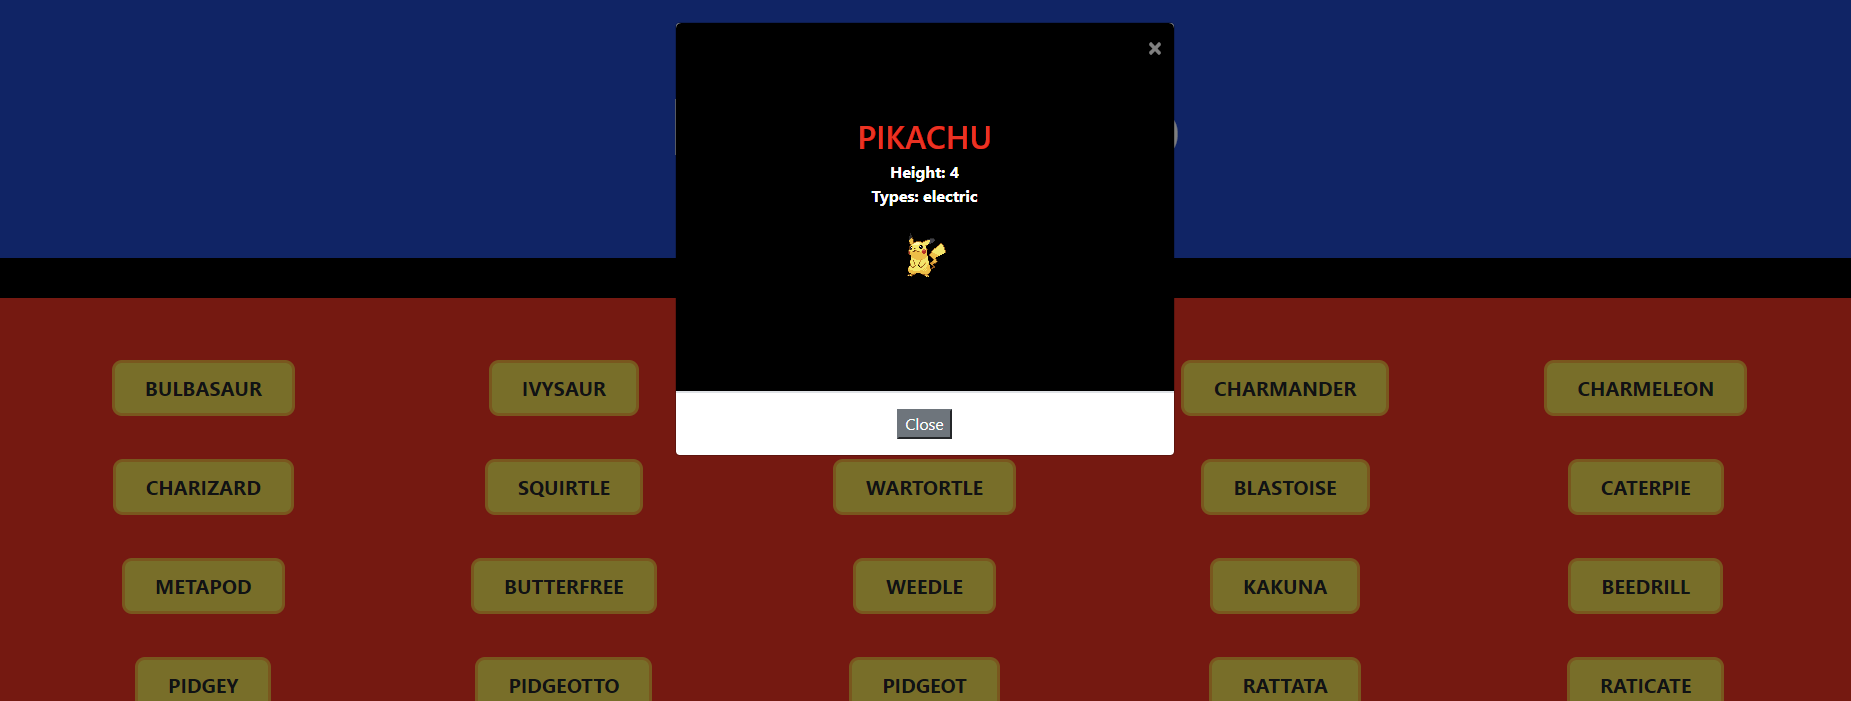 ×
PIKACHU
Height: 4
Types: electric
Close
BULBASAUR
IVYSAUR
CHARMANDER
CHARMELEON
CHARIZARD
SQUIRTLE
WARTORTLE
BLASTOISE
CATERPIE
METAPOD
BUTTERFREE
WEEDLE
KAKUNA
BEEDRILL
PIDGEY
PIDGEOTTO
PIDGEOT
RATTATA
RATICATE